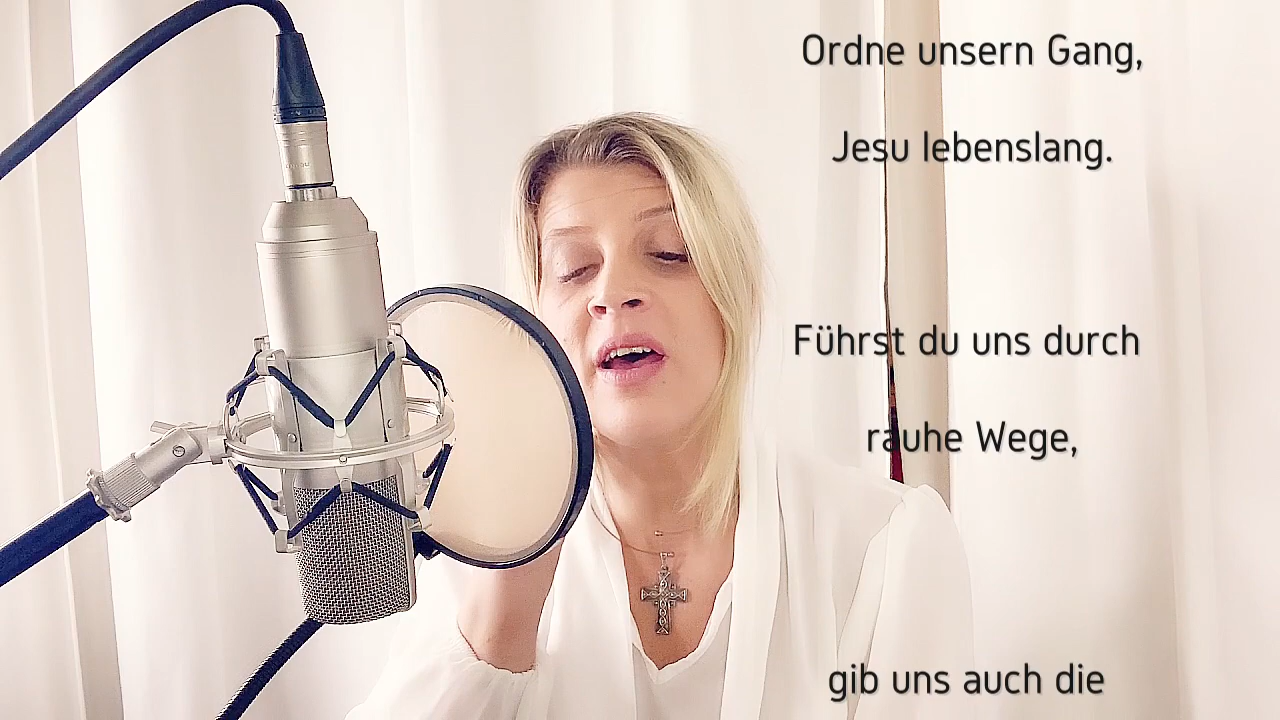 Ordne unsern Gang,
Jesu lebenslang.
Führst du uns durch
rauhe Wege,
gib uns auch die